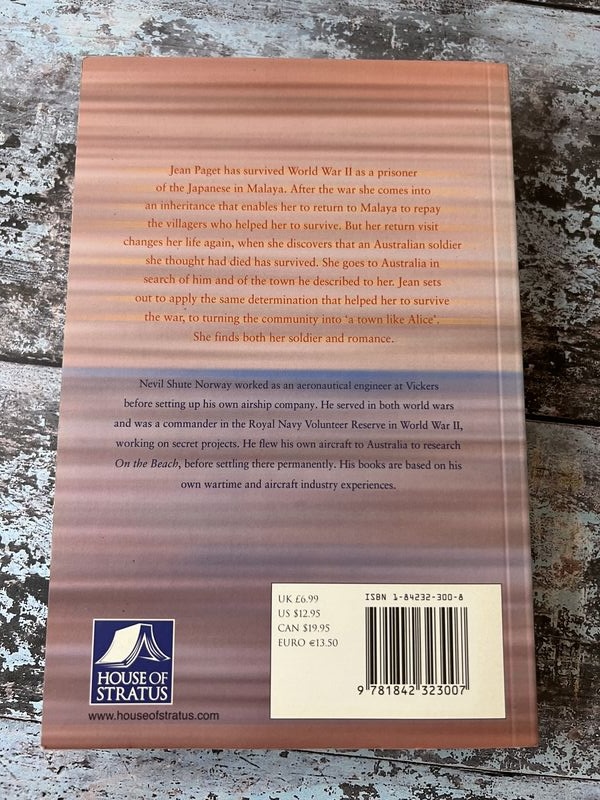 Jean Paget has survived World War II as a prisoner
of the Japanese in Malaya. After the war she comes into
an inheritance that enables her to return to Malaya to repay
the villagers who helped her to survive. But her return visit
changes her life again, when she discovers that an Australian soldier
she thought had died has survived. She goes to Australia in
search of him and of the town he described to her. Jean sets
out to apply the same determination that helped her to survive
the war, to turning the community into ‘a town like Alice’.
She finds both her soldier and romance.
Nevil Shute Norway worked as an aeronautical engineer at Vickers
before setting up his own airship company. He served in both world wars
and was a commander in the Royal Navy Volunteer Reserve in World War II,
working on secret projects. He flew his own aircraft to Australia to research
On the Beach, before settling there permanently. His books are based on his
own wartime and aircraft industry experiences.
UK £6.99
US $12.95
CAN $19.95
EURO €13.50
ISBN 1-84232-300-8
9 781842 323007
HOUSE OF
STRATUS
www.houseofstratus.com